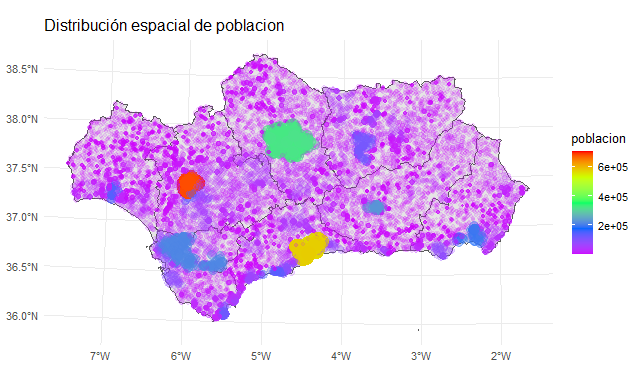 Distribución espacial de poblacion
38.5°N
38.0°N
37.5°N
37.0°N
36.5°N
36.0°N
7°W
6°W
5°W
4°W
3°W
2°W
poblacion
6e+05
4e+05
2e+05